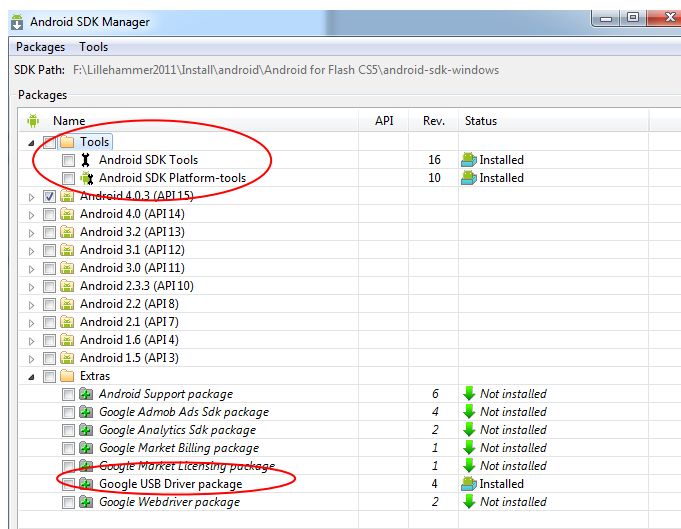 Android SDK Manager
Packages Tools
SDK Path: F:\Lillehammer2011\Install\android\Android for Flash CS5\android-sdk-windows
Packages
Name API Rev. Status
Tools
Android SDK Tools 16 Installed
Android SDK Platform-tools 10 Installed
Android 4.0.3 (API 15)
Android 4.0 (API 14)
Android 3.2 (API 13)
Android 3.1 (API 12)
Android 3.0 (API 11)
Android 2.3.3 (API 10)
Android 2.2 (API 8)
Android 2.1 (API 7)
Android 1.6 (API 4)
Android 1.5 (API 3)
Extras
Android Support package 6 Not installed
Google Admob Ads Sdk package 4 Not installed
Google Analytics Sdk package 2 Not installed
Google Market Billing package 1 Not installed
Google Market Licensing package 1 Not installed
Google USB Driver package 4 Installed
Google Webdriver package 2 Not installed